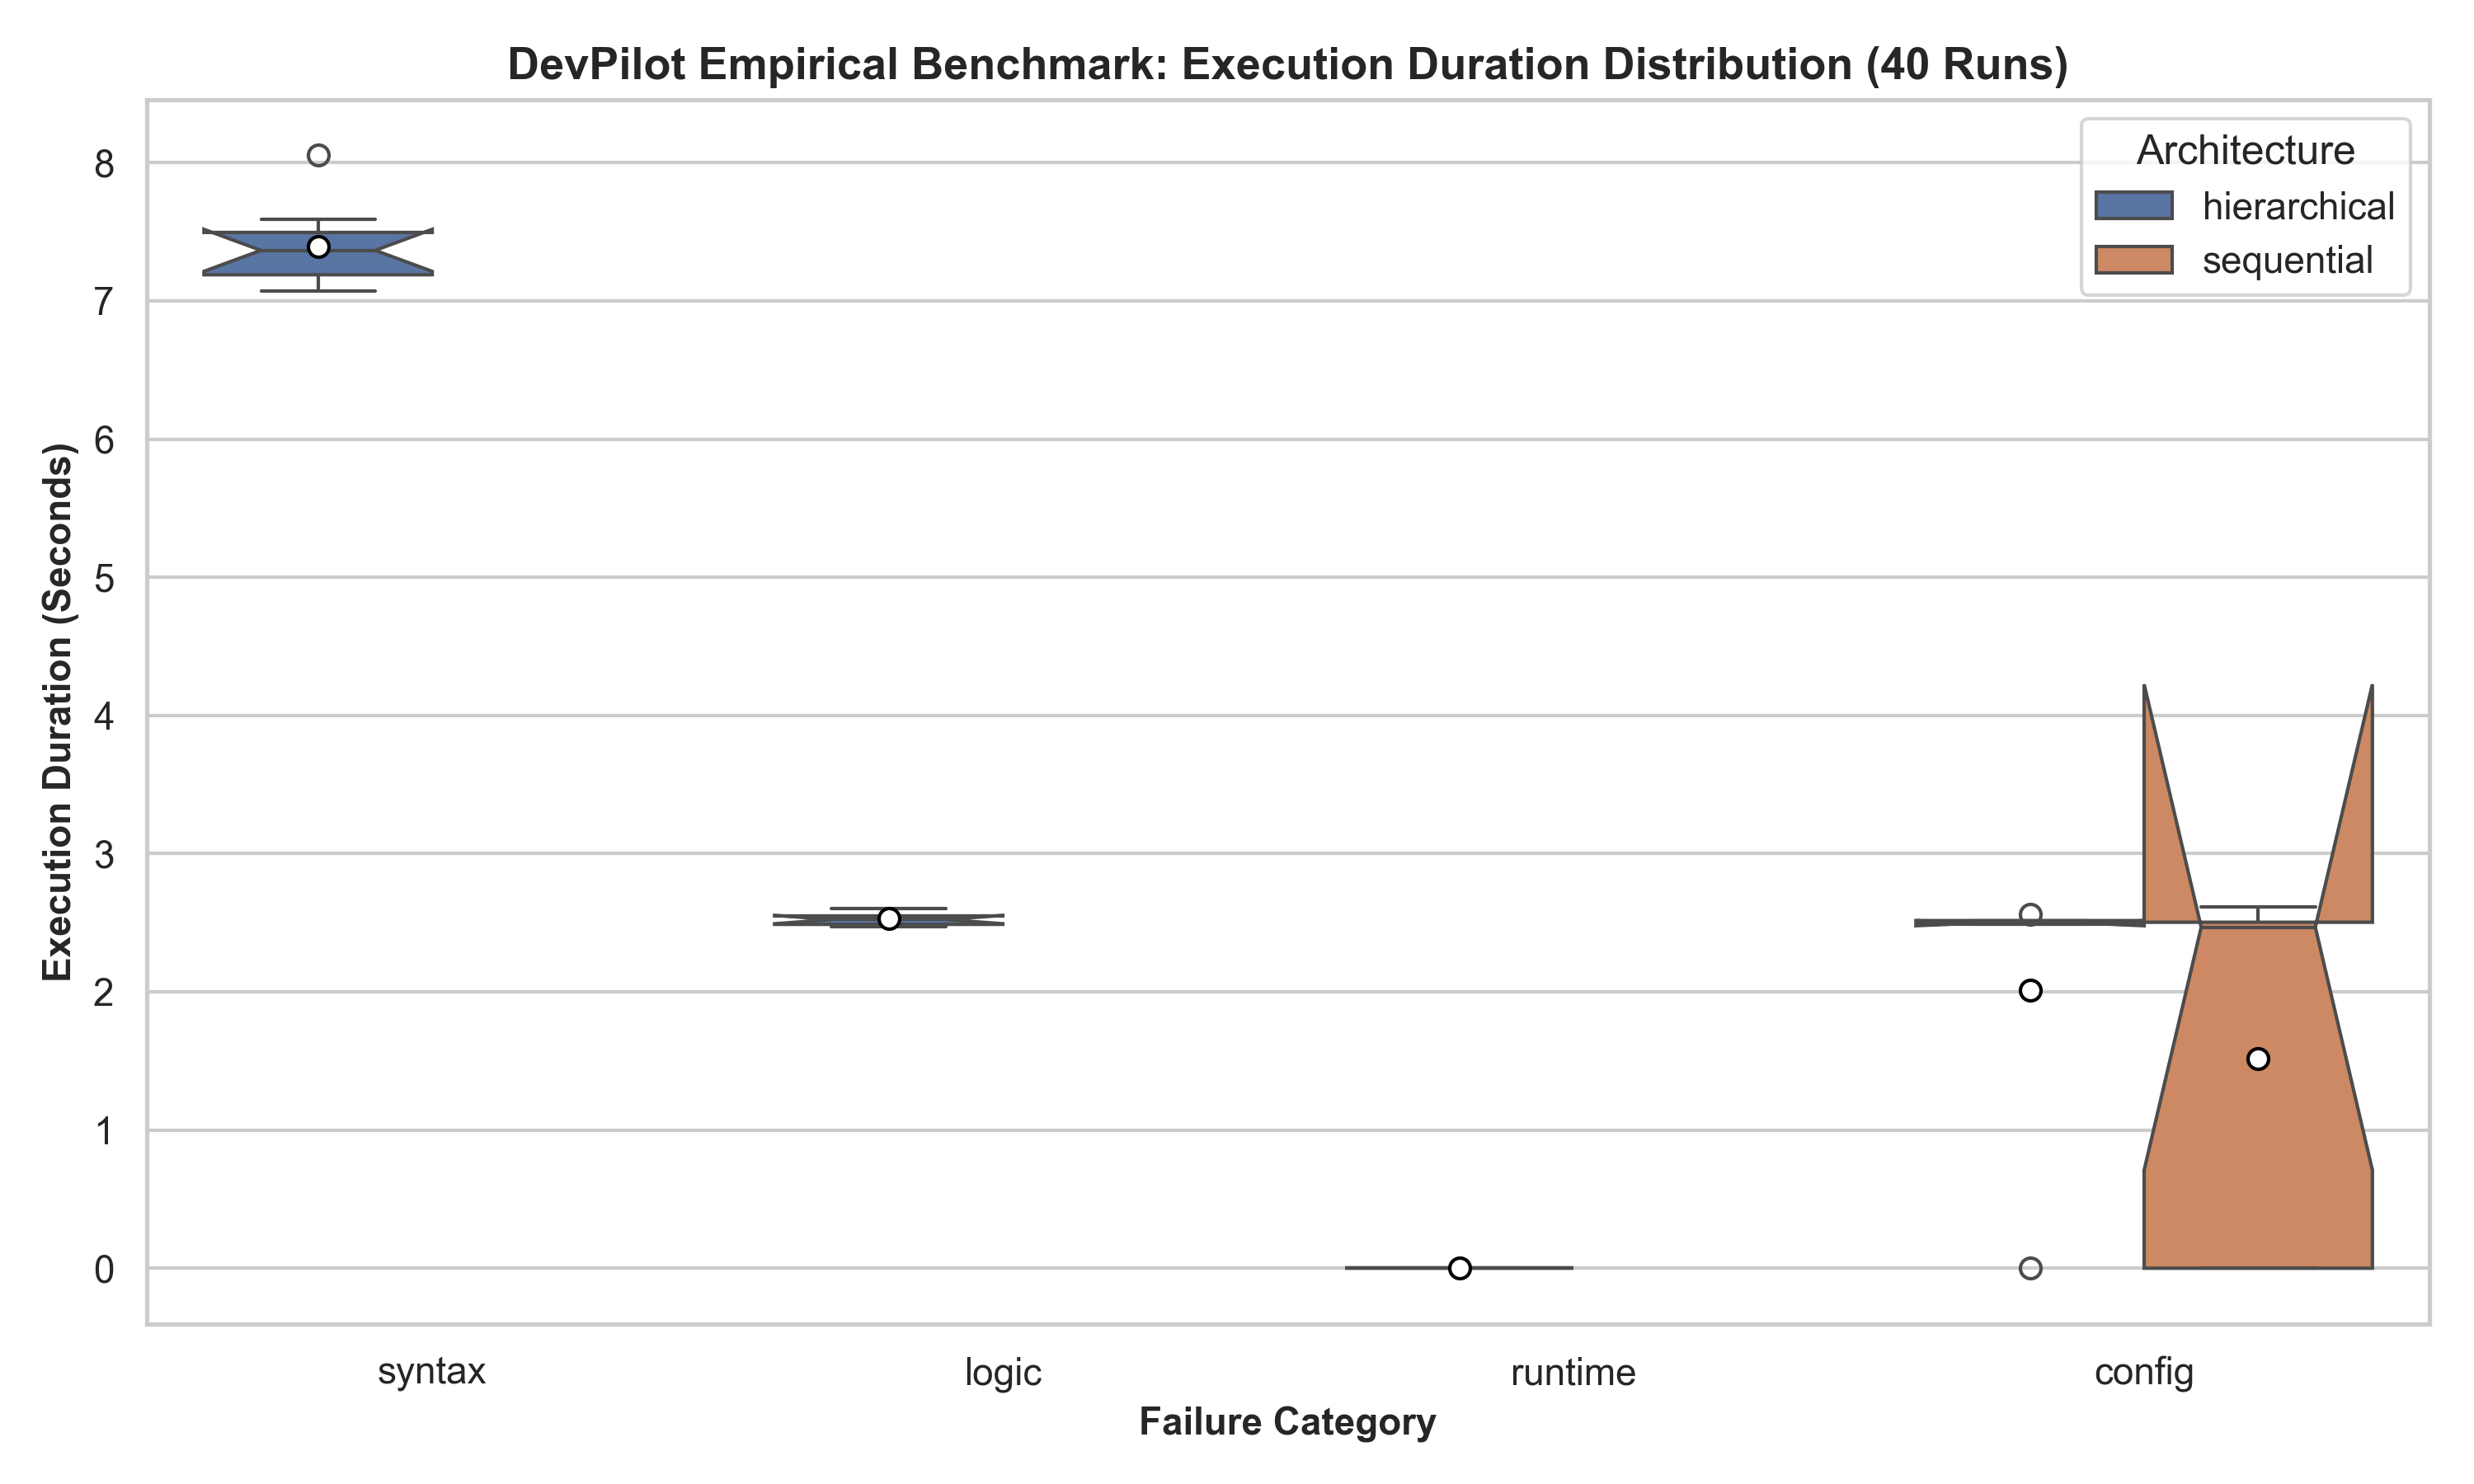 DevPilot Empirical Benchmark: Execution Duration Distribution (40 Runs)
Architecture
hierarchical
sequential
Execution Duration (Seconds)
8
7
6
5
4
3
2
1
0
syntax
logic
runtime
config
Failure Category